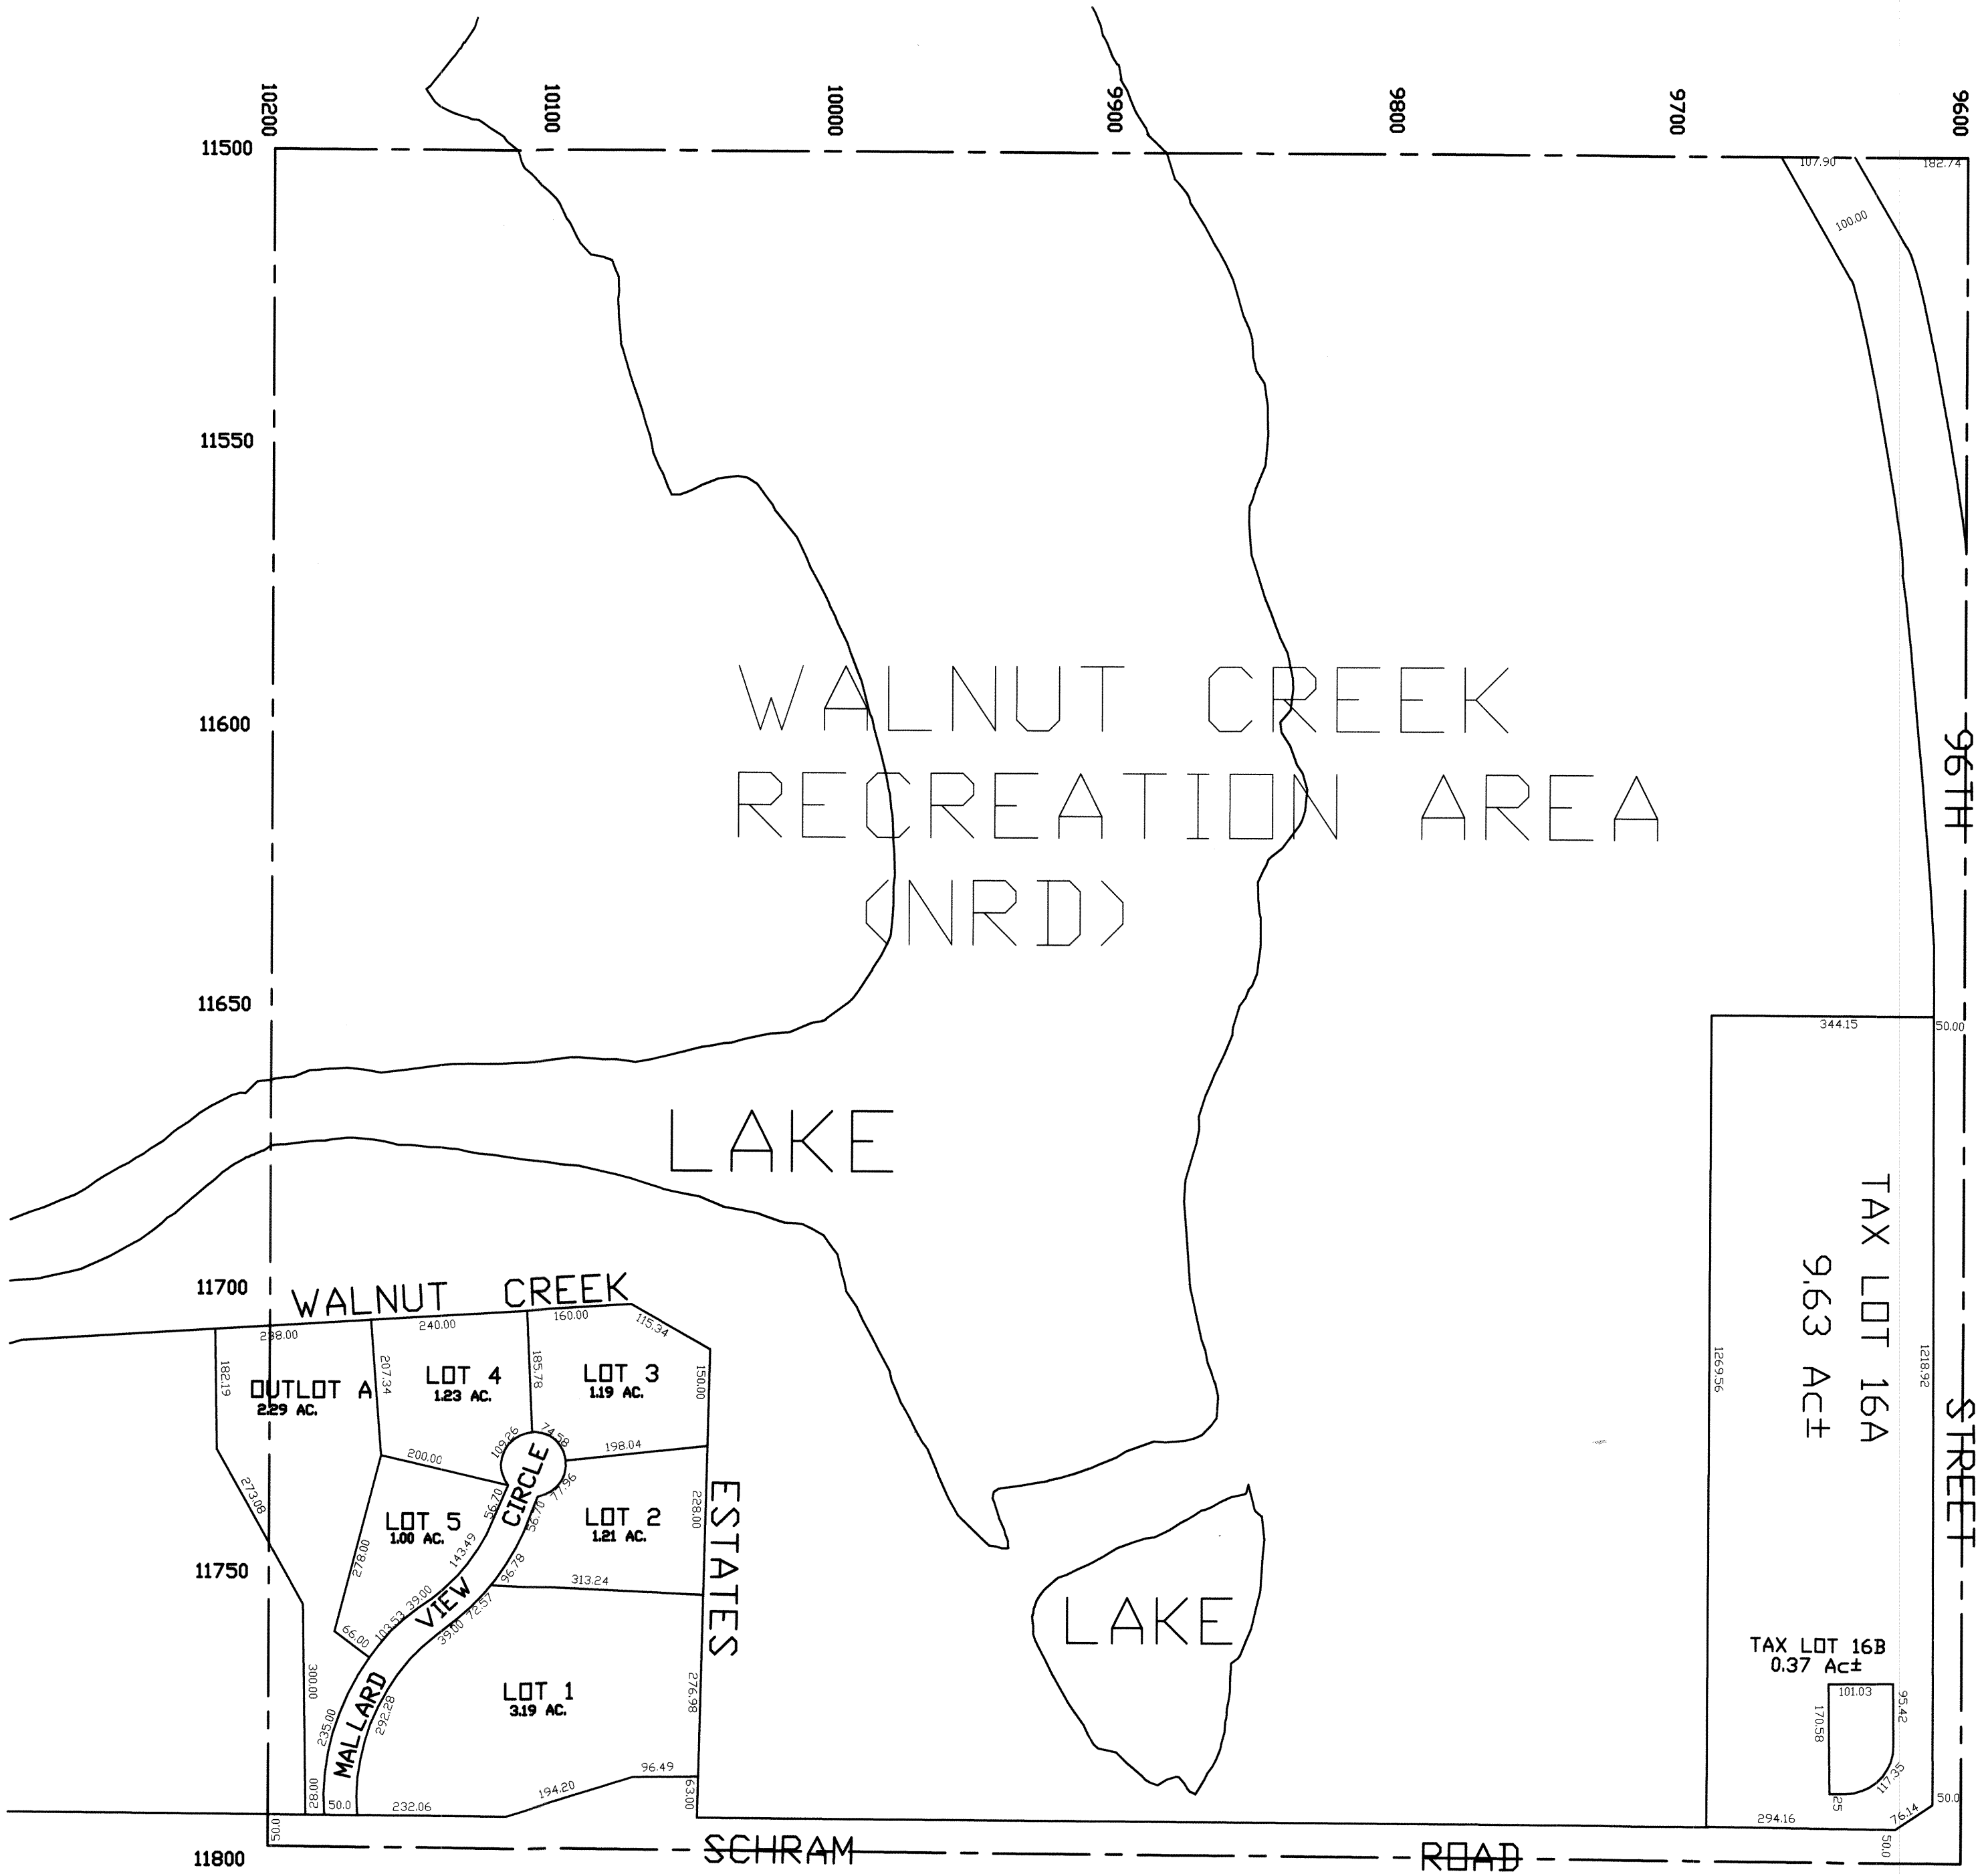 10200
10100
10000
9900
9800
9700
9600
11500
107.90
182.74
100.00
11550
11600
WALNUT CREEK
RECREATION AREA
(NRD)
96TH
STREET
11650
344.15
50.00
LAKE
TAX LOT 16A
9.63 Ac±
1269.56
1218.92
11700
WALNUT CREEK
ESTATES
238.00
240.00
160.00
115.34
182.19
207.34
185.78
150.00
OUTLOT A
2.29 AC.
LOT 4
1.23 AC.
LOT 3
1.19 AC.
109.26
74.58
200.00
198.04
77.96
273.08
56.70
56.70
228.00
LOT 5
1.00 AC.
LOT 2
1.21 AC.
278.00
143.49
96.78
11750
313.24
39.00
72.57
103.53
39.00
66.00
MALLARD VIEW CIRCLE
300.00
235.00
292.28
276.98
LOT 1
3.19 AC.
96.49
194.20
63.00
28.00
50.0
232.06
50.0
LAKE
TAX LOT 16B
0.37 Ac±
101.03
95.42
170.58
117.35
25
50.0
294.16
76.14
50.0
SCHRAM ROAD
11800